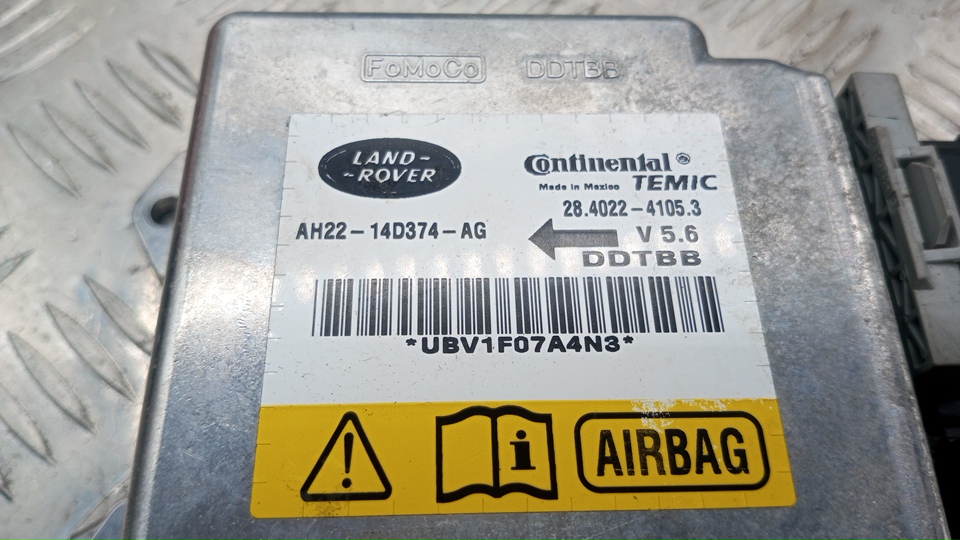 FoMoCo DDTBB
LAND-
-ROVER
Continental
Made in Mexico TEMIC
28.4022-4105.3
AH22-14D374-AG
V 5.6
DDTBB
*UBV1F07A4N3*
i
AIRBAG